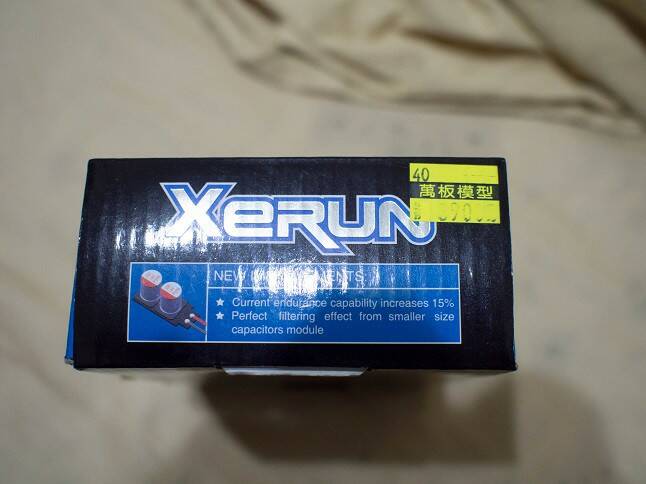 40
萬板模型
XERUN
NEW IMPROVEMENTS
★ Current endurance capability increases 15%
★ Perfect filtering effect from smaller size
capacitors module